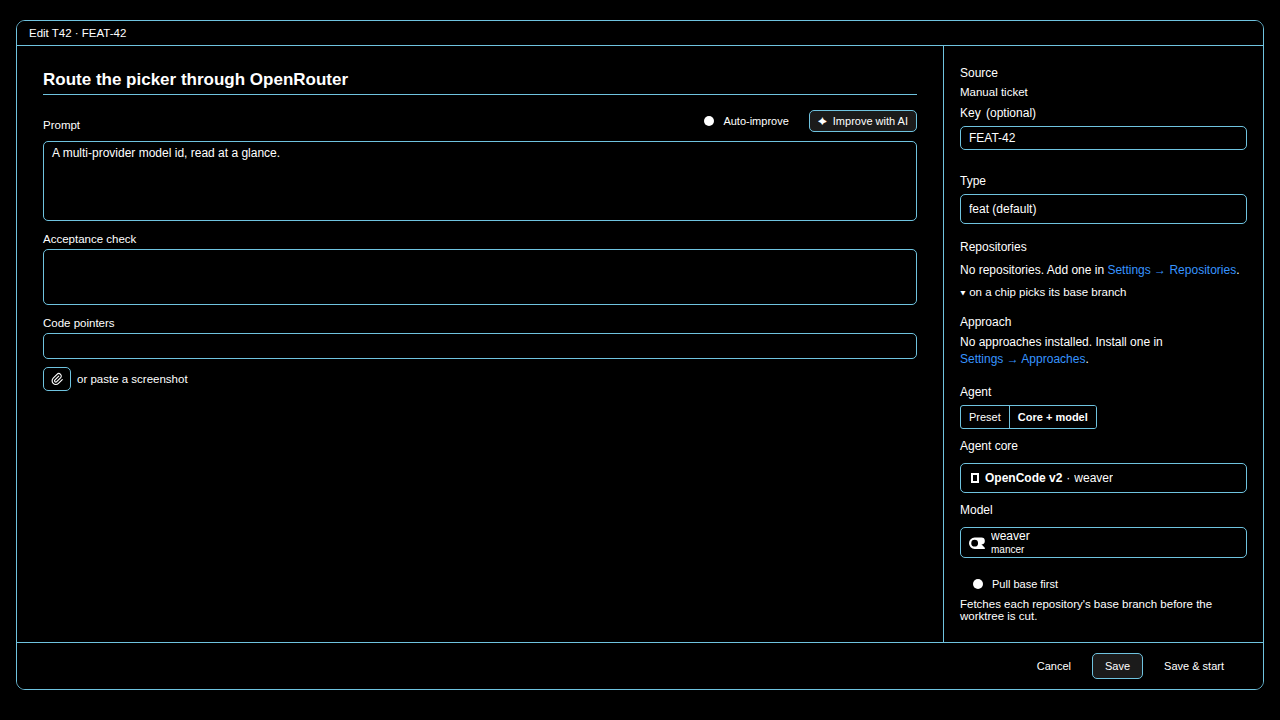 Edit T42 · FEAT-42
Route the picker through OpenRouter
Prompt
Auto-improve
Improve with AI
A multi-provider model id, read at a glance.
Acceptance check
Code pointers
or paste a screenshot
Source
Manual ticket
Key (optional)
FEAT-42
Type
feat (default)
Repositories
No repositories. Add one in Settings → Repositories.
▾ on a chip picks its base branch
Approach
No approaches installed. Install one in
Settings → Approaches.
Agent
Preset
Core + model
Agent core
OpenCode v2 · weaver
Model
weaver
mancer
Pull base first
Fetches each repository's base branch before the
worktree is cut.
Cancel
Save
Save & start